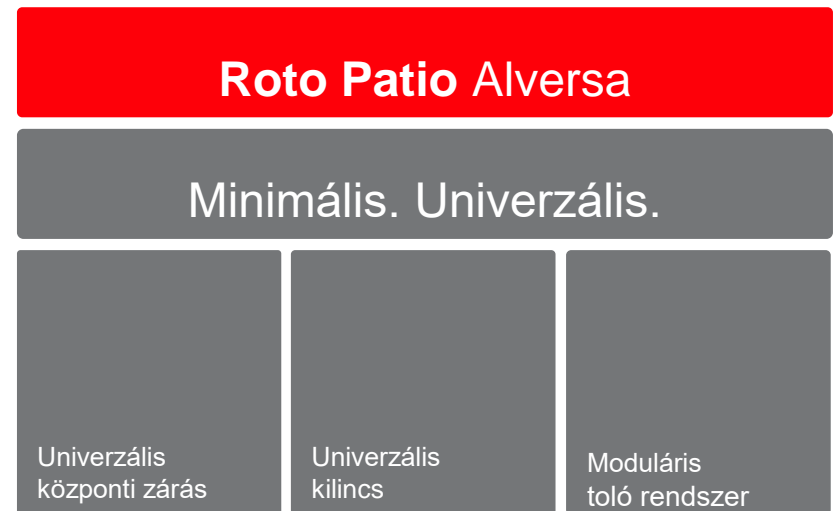 Roto Patio Alversa
Minimális. Univerzális.
Univerzális
központi zárás
Univerzális
kilincs
Moduláris
toló rendszer